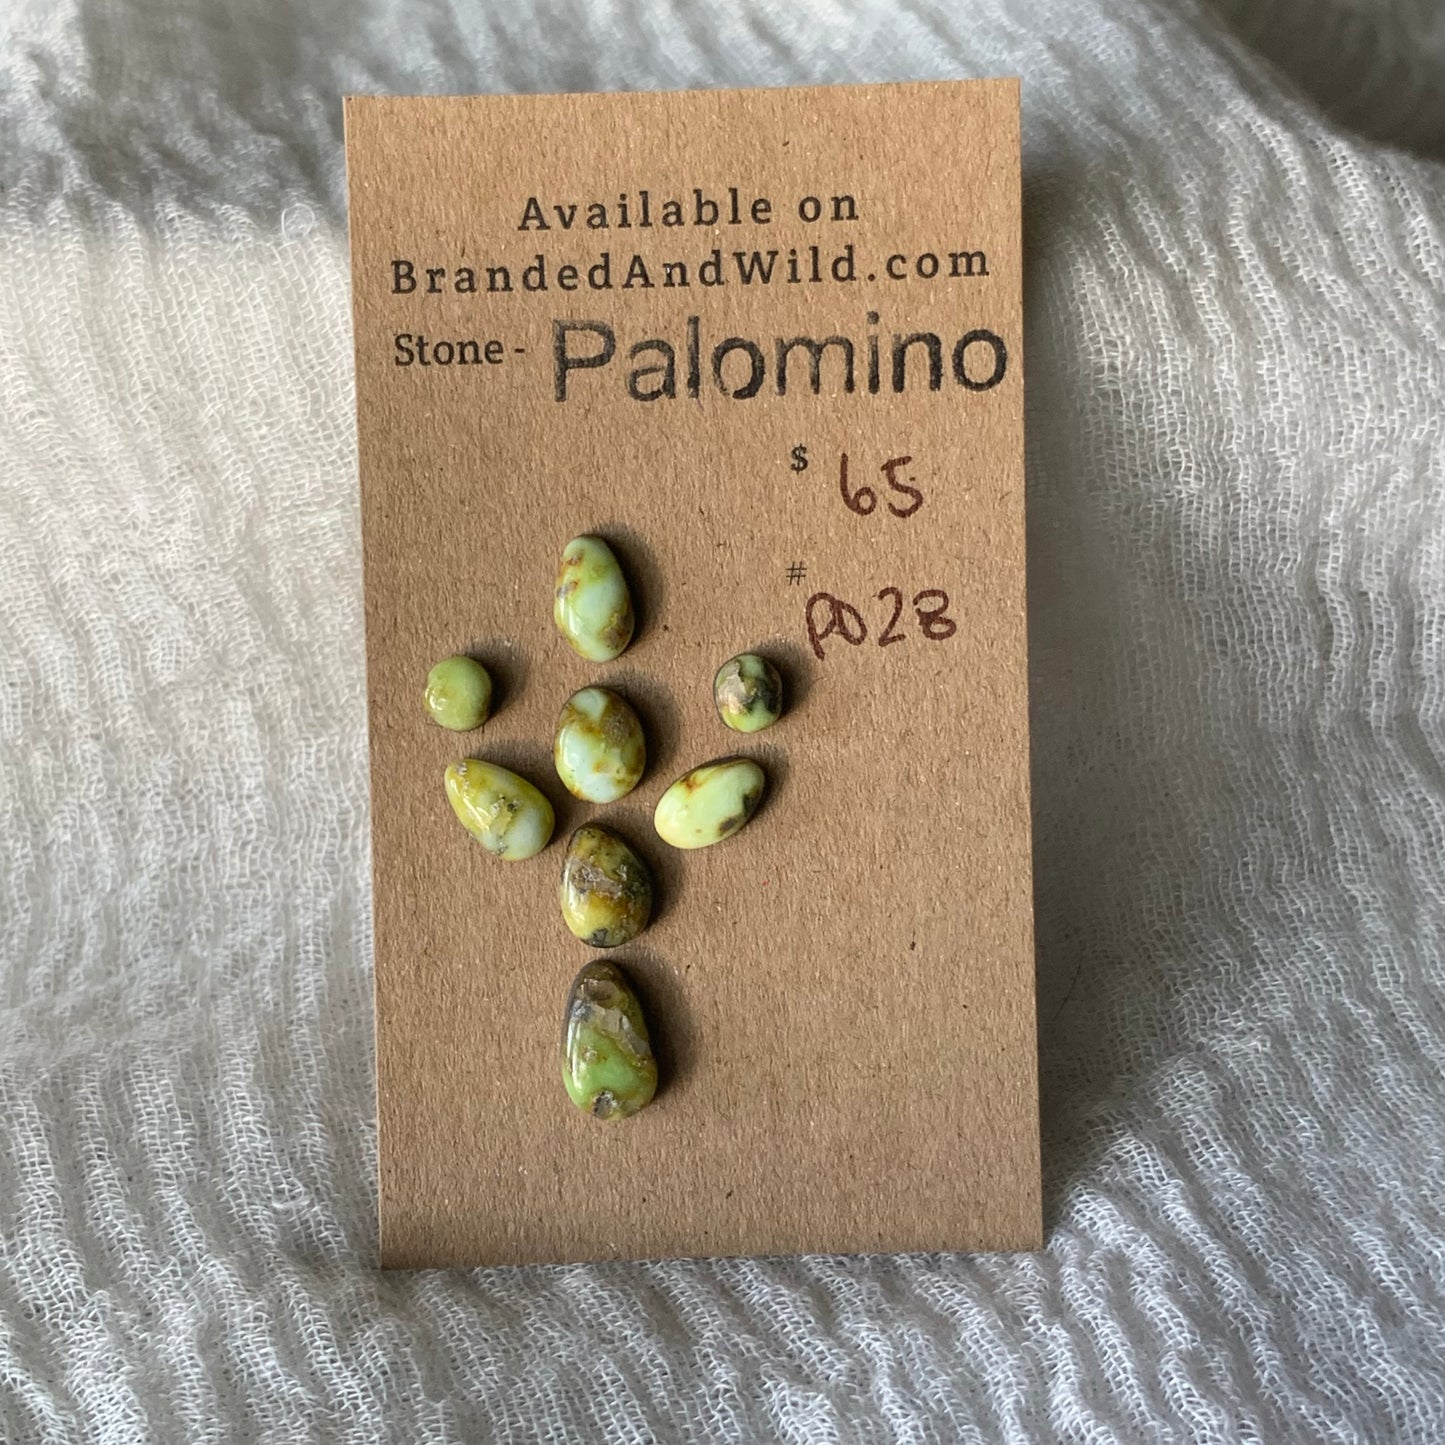 Available on
BrandedAndWild.com
Stone - Palomino
$ 65
# P028